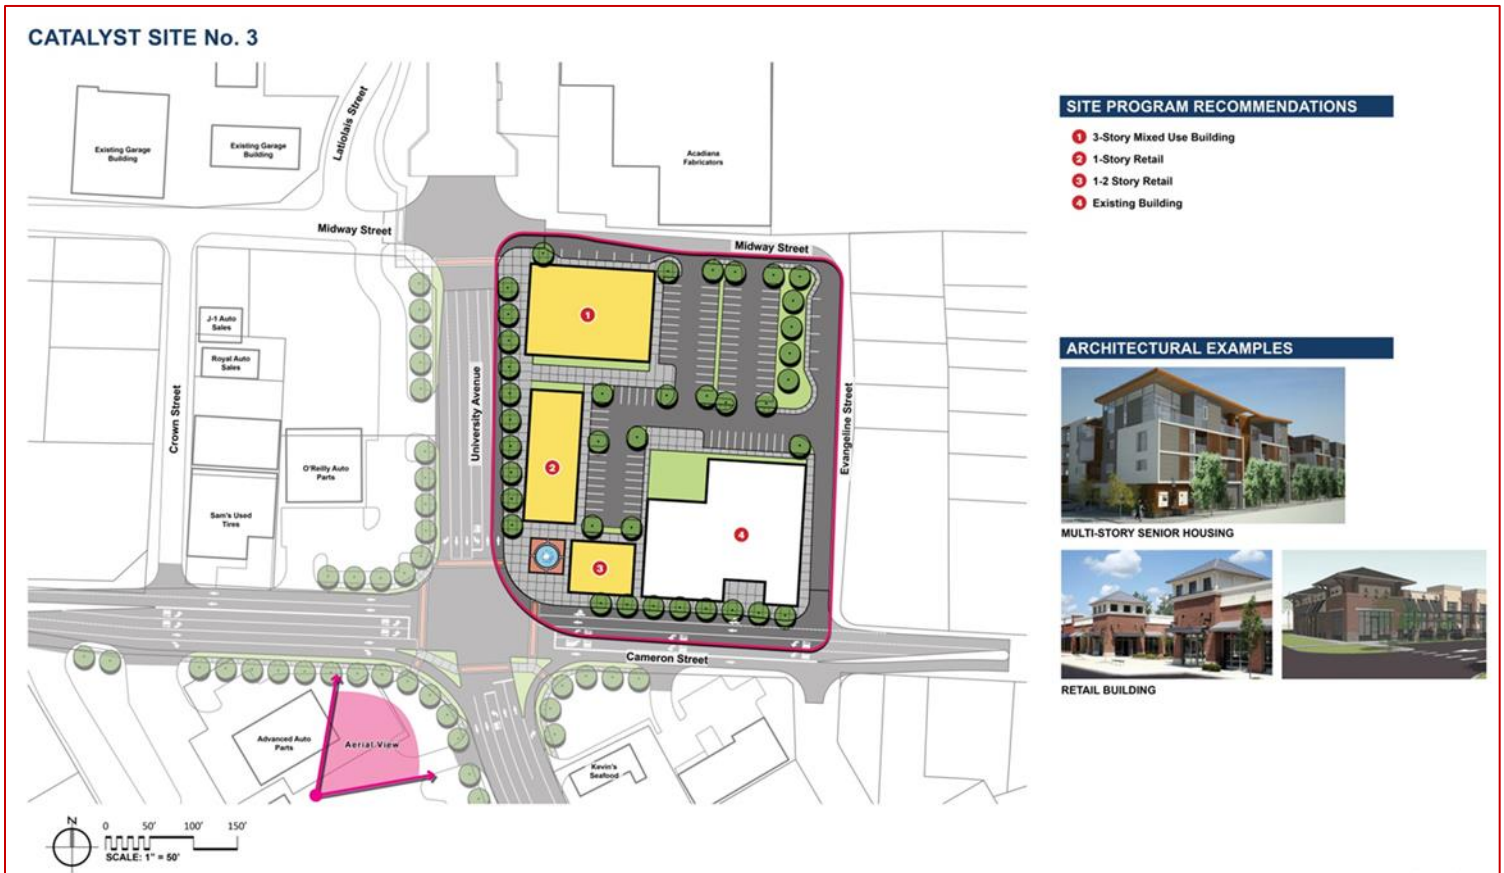 CATALYST SITE No. 3
Existing Garage
Building
Existing Garage
Building
Latiolais Street
Acadiana
Fabricators
Midway Street
Midway Street
J-1 Auto
Sales
Royal Auto
Sales
Crown Street
University Avenue
Evangeline Street
O'Reilly Auto
Parts
Sam's Used
Tires
1
2
3
4
Cameron Street
Advanced Auto
Parts
Aerial View
Kevin's
Seafood
N
0 50' 100' 150'
SCALE: 1" = 50'
SITE PROGRAM RECOMMENDATIONS
1 3-Story Mixed Use Building
2 1-Story Retail
3 1-2 Story Retail
4 Existing Building
ARCHITECTURAL EXAMPLES
MULTI-STORY SENIOR HOUSING
RETAIL BUILDING